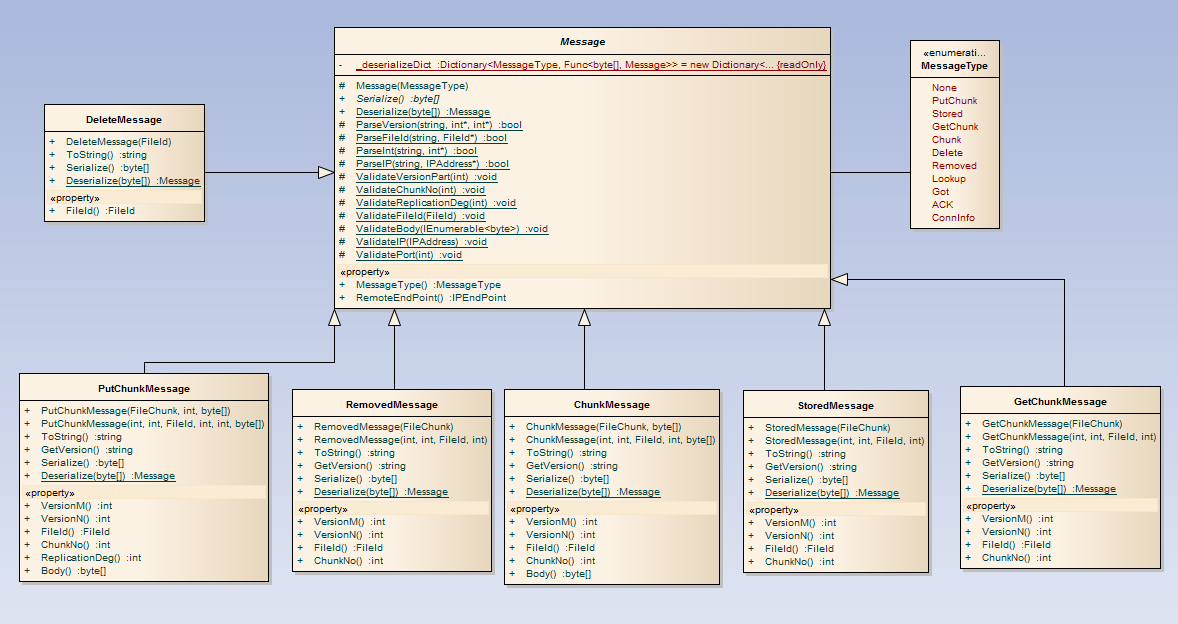 Message
- _deserializeDict :Dictionary<MessageType, Func<byte[], Message>> = new Dictionary<... {readOnly}
# Message(MessageType)
+ Serialize() :byte[]
+ Deserialize(byte[]) :Message
# ParseVersion(string, int*, int*) :bool
# ParseFileId(string, FileId*) :bool
# ParseInt(string, int*) :bool
# ParseIP(string, IPAddress*) :bool
# ValidateVersionPart(int) :void
# ValidateChunkNo(int) :void
# ValidateReplicationDeg(int) :void
# ValidateFileId(FileId) :void
# ValidateBody(IEnumerable<byte>) :void
# ValidateIP(IPAddress) :void
# ValidatePort(int) :void
«property»
+ MessageType() :MessageType
+ RemoteEndPoint() :IPEndPoint
«enumerati...
MessageType
None
PutChunk
Stored
GetChunk
Chunk
Delete
Removed
Lookup
Got
ACK
ConnInfo
DeleteMessage
+ DeleteMessage(FileId)
+ ToString() :string
+ Serialize() :byte[]
+ Deserialize(byte[]) :Message
«property»
+ FileId() :FileId
PutChunkMessage
+ PutChunkMessage(FileChunk, int, byte[])
+ PutChunkMessage(int, int, FileId, int, int, byte[])
+ ToString() :string
+ GetVersion() :string
+ Serialize() :byte[]
+ Deserialize(byte[]) :Message
«property»
+ VersionM() :int
+ VersionN() :int
+ FileId() :FileId
+ ChunkNo() :int
+ ReplicationDeg() :int
+ Body() :byte[]
RemovedMessage
+ RemovedMessage(FileChunk)
+ RemovedMessage(int, int, FileId, int)
+ ToString() :string
+ GetVersion() :string
+ Serialize() :byte[]
+ Deserialize(byte[]) :Message
«property»
+ VersionM() :int
+ VersionN() :int
+ FileId() :FileId
+ ChunkNo() :int
ChunkMessage
+ ChunkMessage(FileChunk, byte[])
+ ChunkMessage(int, int, FileId, int, byte[])
+ ToString() :string
+ GetVersion() :string
+ Serialize() :byte[]
+ Deserialize(byte[]) :Message
«property»
+ VersionM() :int
+ VersionN() :int
+ FileId() :FileId
+ ChunkNo() :int
+ Body() :byte[]
StoredMessage
+ StoredMessage(FileChunk)
+ StoredMessage(int, int, FileId, int)
+ ToString() :string
+ GetVersion() :string
+ Serialize() :byte[]
+ Deserialize(byte[]) :Message
«property»
+ VersionM() :int
+ VersionN() :int
+ FileId() :FileId
+ ChunkNo() :int
GetChunkMessage
+ GetChunkMessage(FileChunk)
+ GetChunkMessage(int, int, FileId, int)
+ ToString() :string
+ GetVersion() :string
+ Serialize() :byte[]
+ Deserialize(byte[]) :Message
«property»
+ VersionM() :int
+ VersionN() :int
+ FileId() :FileId
+ ChunkNo() :int